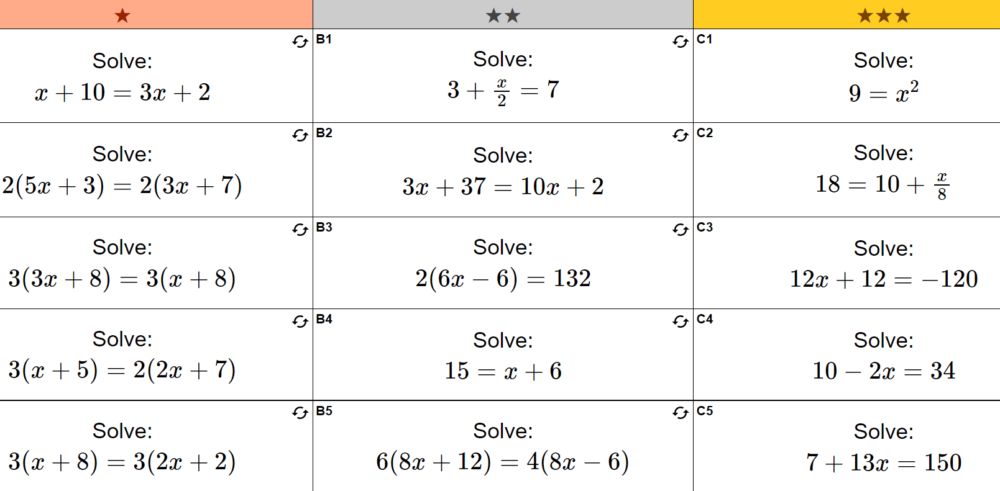 ★
★★
★★★
Solve:
x + 10 = 3x + 2
B1
Solve:
3 + x/2 = 7
C1
Solve:
9 = x²
Solve:
2(5x + 3) = 2(3x + 7)
B2
Solve:
3x + 37 = 10x + 2
C2
Solve:
18 = 10 + x/8
Solve:
3(3x + 8) = 3(x + 8)
B3
Solve:
2(6x − 6) = 132
C3
Solve:
12x + 12 = −120
Solve:
3(x + 5) = 2(2x + 7)
B4
Solve:
15 = x + 6
C4
Solve:
10 − 2x = 34
Solve:
3(x + 8) = 3(2x + 2)
B5
Solve:
6(8x + 12) = 4(8x − 6)
C5
Solve:
7 + 13x = 150